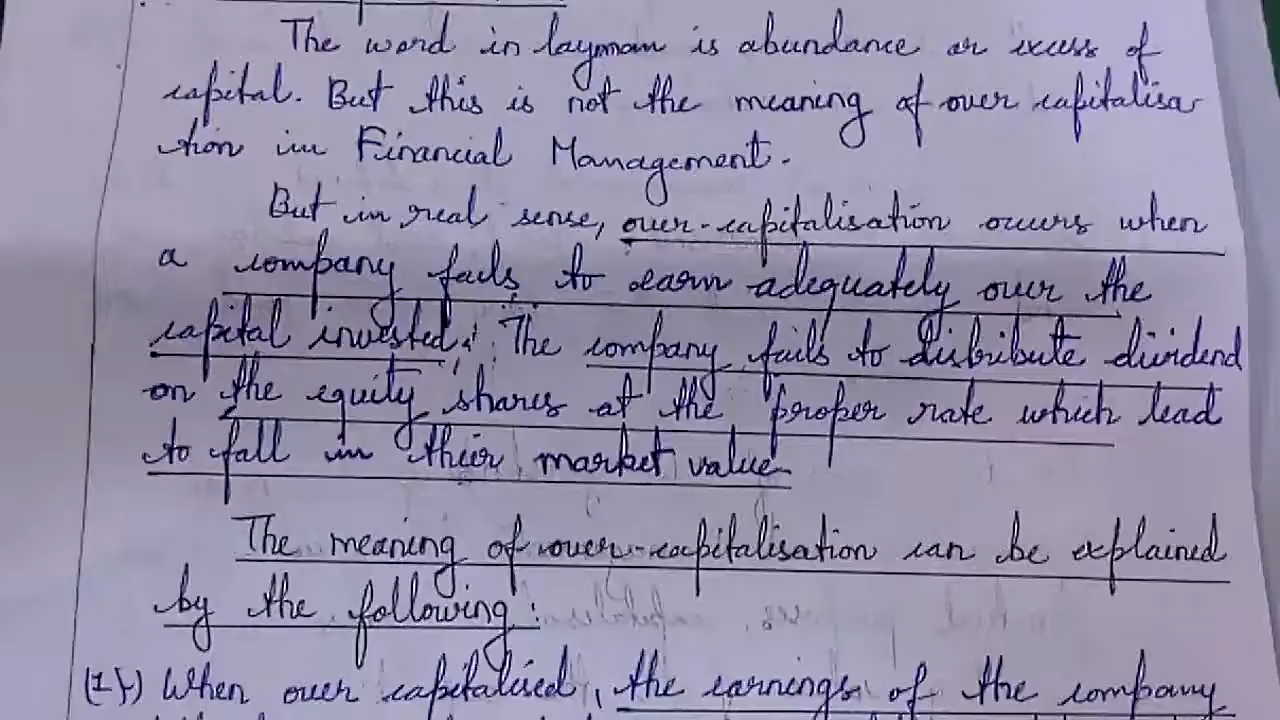 The word in layman is abundance or excess of
capital. But this is not the meaning of over capitalisa
tion in Financial Management.
But in real sense, over-capitalisation occurs when
a company fails to earn adequately over the
capital invested. The company fails to distribute dividend
on the equity shares at the proper rate which lead
to fall in their market value
The meaning of over-capitalisation can be explained
by the following:
(1) When over capitalised, the earnings of the company